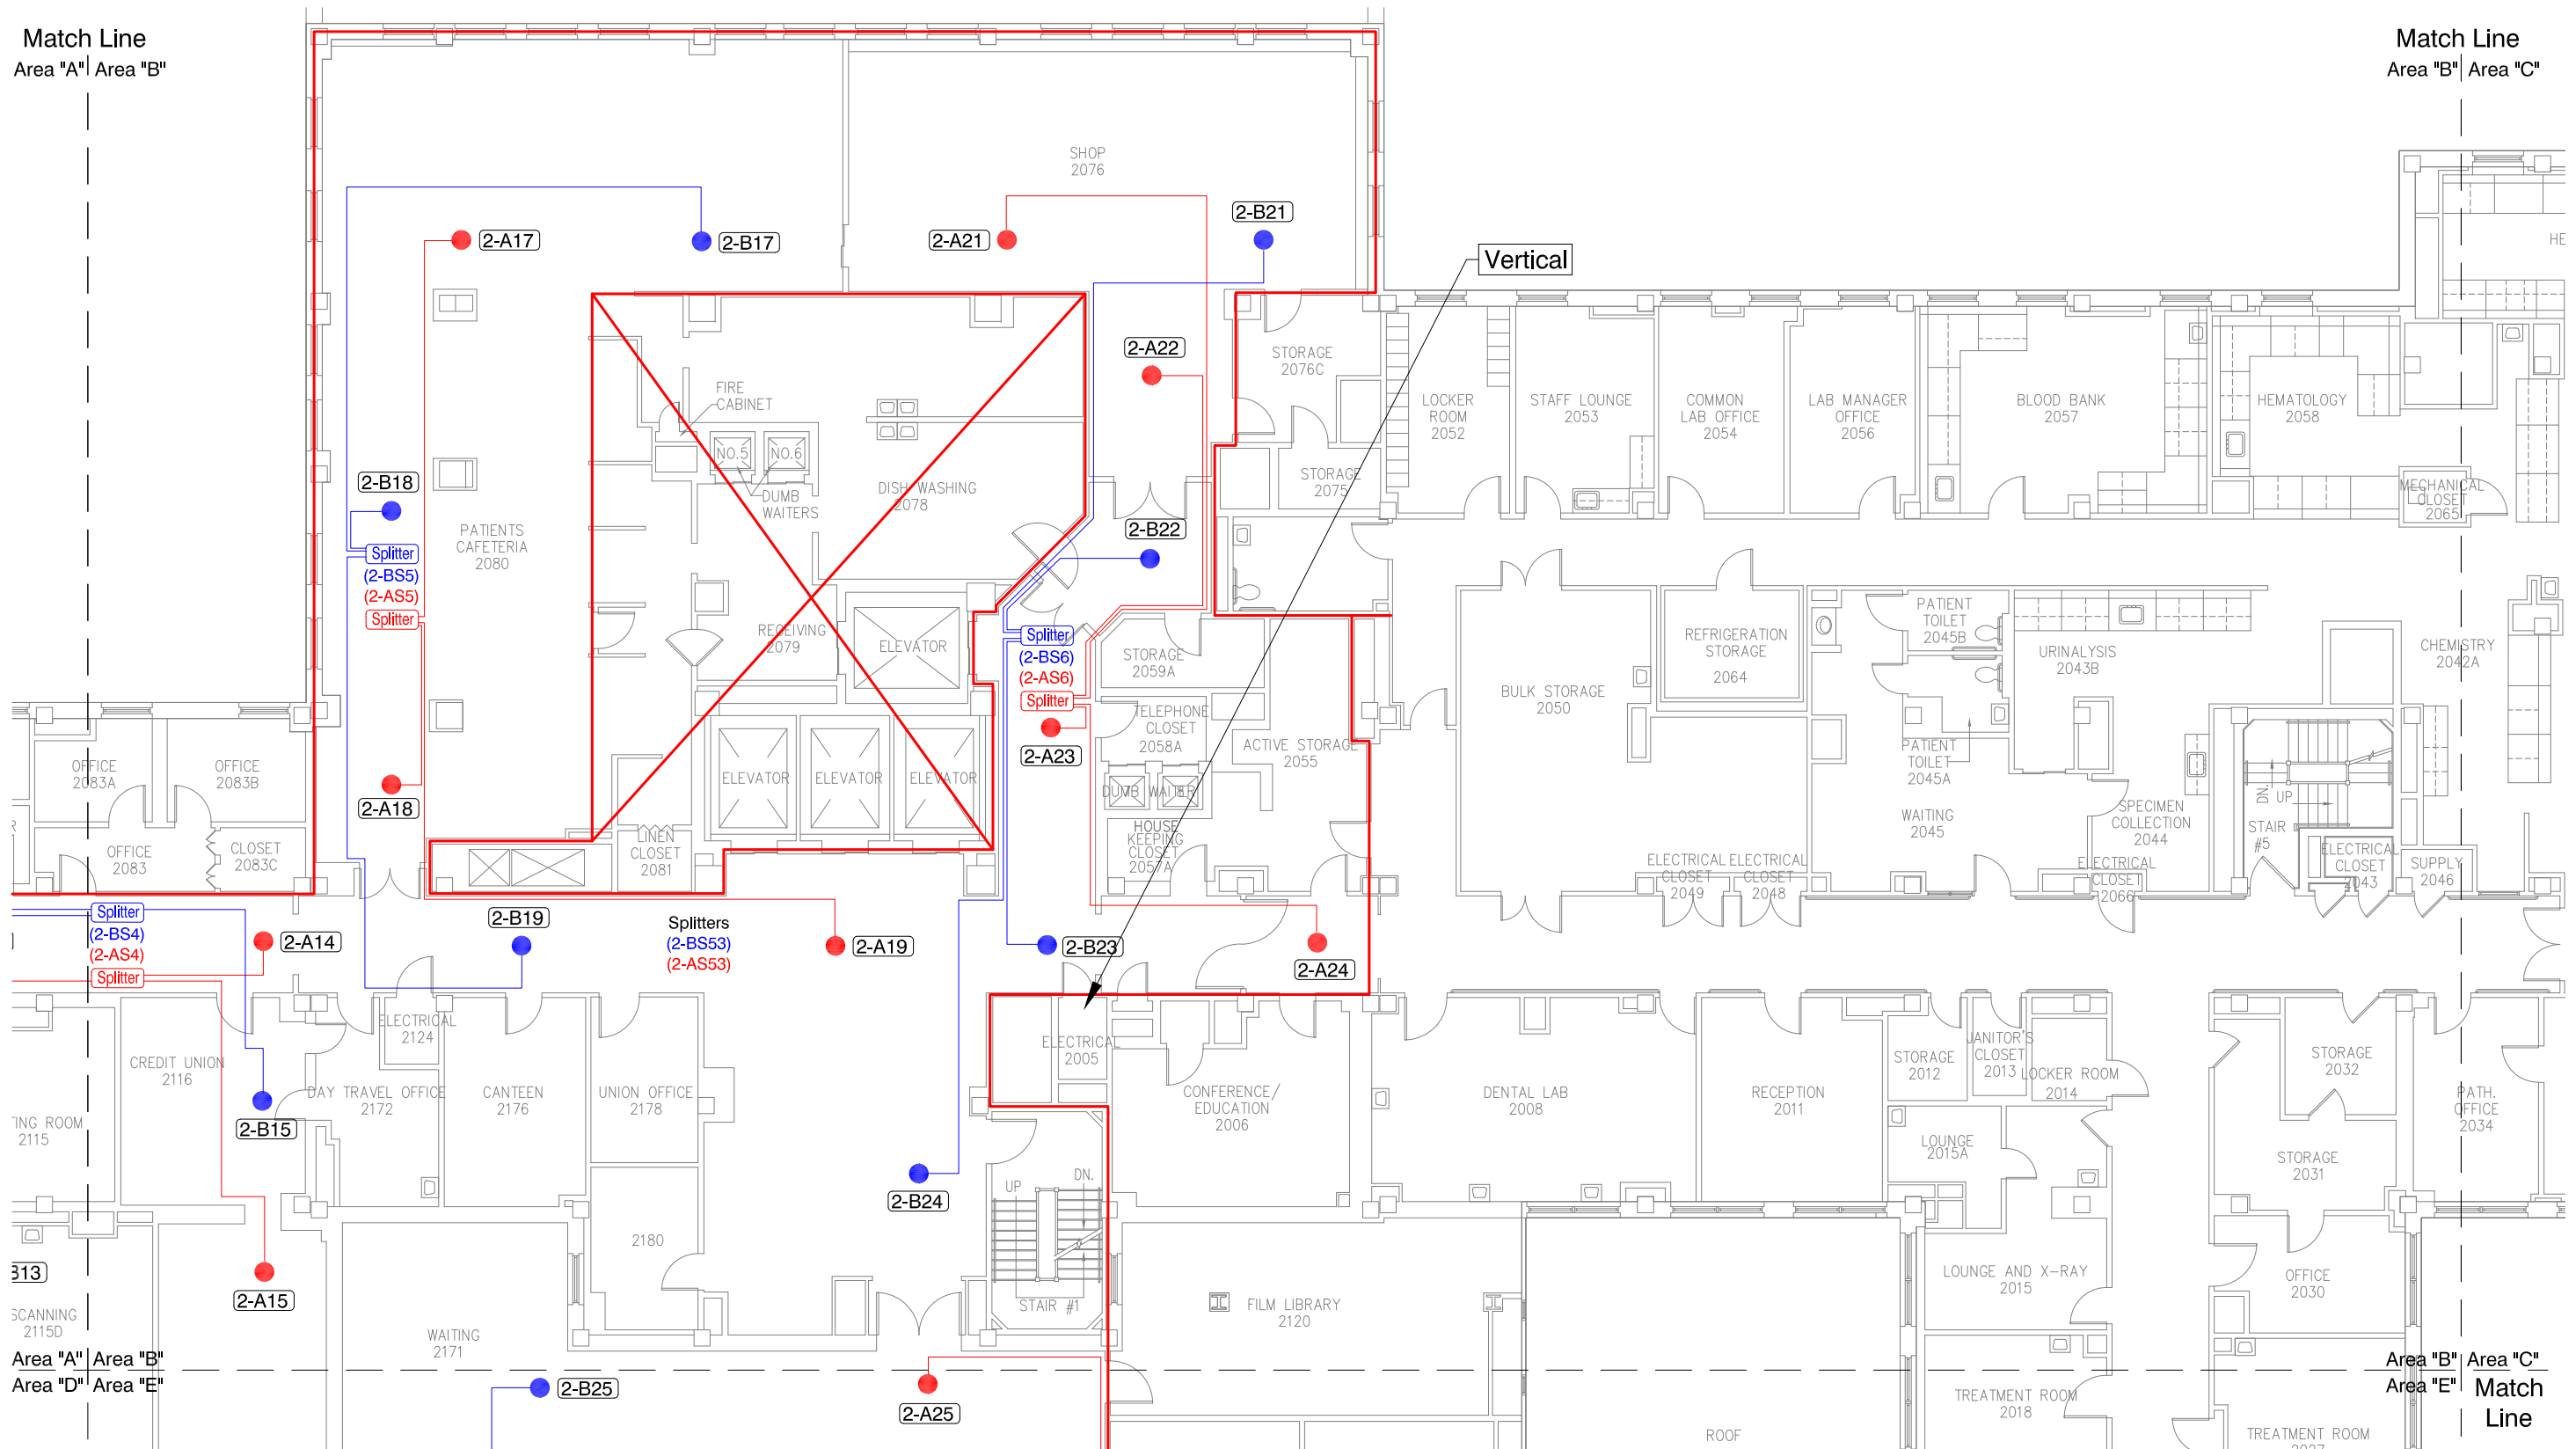 Match Line
Area "A" Area "B"
Match Line
Area "B" Area "C"
SHOP
2076
2-A17
2-B17
2-A21
2-B21
Vertical
HE
2-A22
STORAGE
2076C
FIRE
CABINET
LOCKER
ROOM
2052
STAFF LOUNGE
2053
COMMON
LAB OFFICE
2054
LAB MANAGER
OFFICE
2056
BLOOD BANK
2057
HEMATOLOGY
2058
NO.5
NO.6
2-B18
DISH WASHING
2078
STORAGE
2075
MECHANICAL
CLOSET
2065
DUMB
WAITERS
PATIENTS
CAFETERIA
2080
2-B22
Splitter
(2-BS5)
(2-AS5)
Splitter
RECEIVING
2079
ELEVATOR
Splitter
(2-BS6)
(2-AS6)
Splitter
STORAGE
2059A
REFRIGERATION
STORAGE
2064
PATIENT
TOILET
2045B
URINALYSIS
2043B
CHEMISTRY
2042A
BULK STORAGE
2050
TELEPHONE
CLOSET
2058A
2-A23
ACTIVE STORAGE
2055
PATIENT
TOILET
2045A
OFFICE
2083A
OFFICE
2083B
ELEVATOR
ELEVATOR
ELEVATOR
2-A18
DN.
UP
WAITING
2045
SPECIMEN
COLLECTION
2044
STAIR
#5
HOUSE
KEEPING
CLOSET
2057A
LINEN
CLOSET
2081
OFFICE
2083
CLOSET
2083C
ELECTRICAL
CLOSET
2049
ELECTRICAL
CLOSET
2048
ELECTRICAL
CLOSET
2066
ELECTRICAL
CLOSET
2043
SUPPLY
2046
Splitter
(2-BS4)
(2-AS4)
Splitter
2-A14
2-B19
Splitters
(2-BS53)
(2-AS53)
2-A19
2-B23
2-A24
ELECTRICAL
2124
ELECTRICAL
2005
CREDIT UNION
2116
DAY TRAVEL OFFICE
2172
CANTEEN
2176
UNION OFFICE
2178
CONFERENCE/
EDUCATION
2006
DENTAL LAB
2008
RECEPTION
2011
STORAGE
2012
JANITOR'S
CLOSET
2013
LOCKER ROOM
2014
STORAGE
2032
PATH.
OFFICE
2034
ING ROOM
2115
2-B15
LOUNGE
2015A
STORAGE
2031
2-B24
UP
DN.
2180
B13
2-A15
LOUNGE AND X-RAY
2015
OFFICE
2030
SCANNING
2115D
STAIR #1
FILM LIBRARY
2120
WAITING
2171
Area "A" Area "B"
Area "D" Area "E"
Area "B" Area "C"
Area "E"
Match
Line
2-B25
2-A25
TREATMENT ROOM
2018
ROOF
TREATMENT ROOM